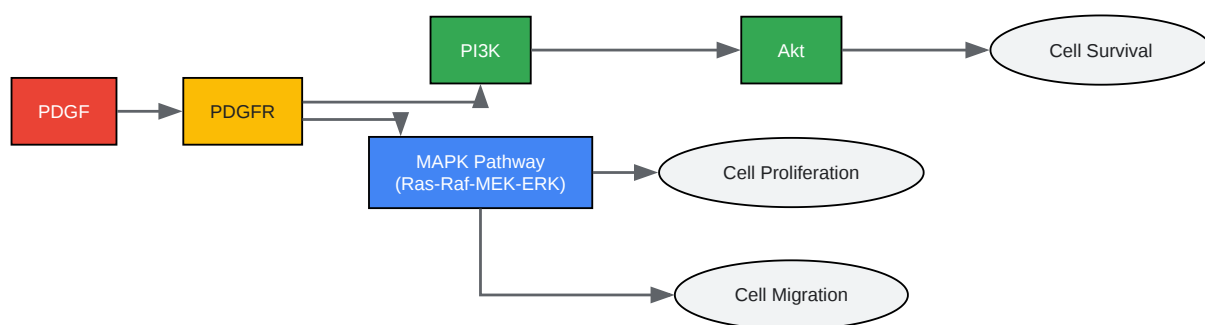 PDGF
PDGFR
PI3K
Akt
Cell Survival
MAPK Pathway
(Ras-Raf-MEK-ERK)
Cell Proliferation
Cell Migration